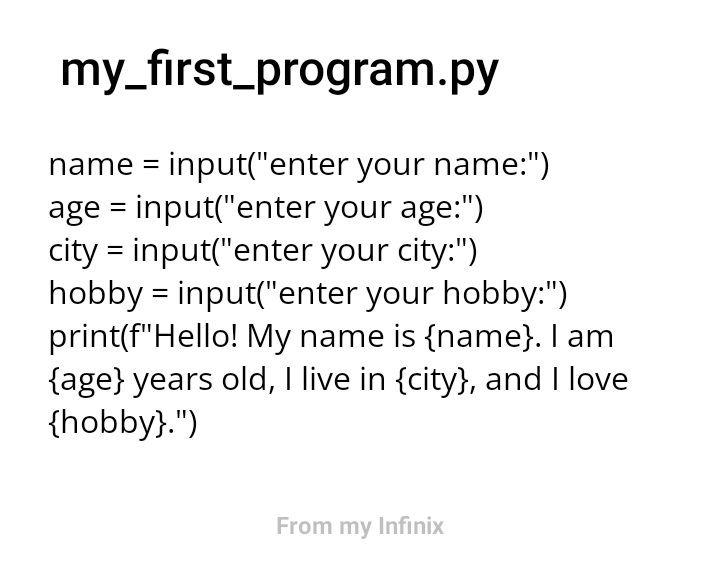 my_first_program.py
name = input("enter your name:")
age = input("enter your age:")
city = input("enter your city:")
hobby = input("enter your hobby:")
print(f"Hello! My name is {name}. I am
{age} years old, I live in {city}, and I love
{hobby}.")
From my Infinix